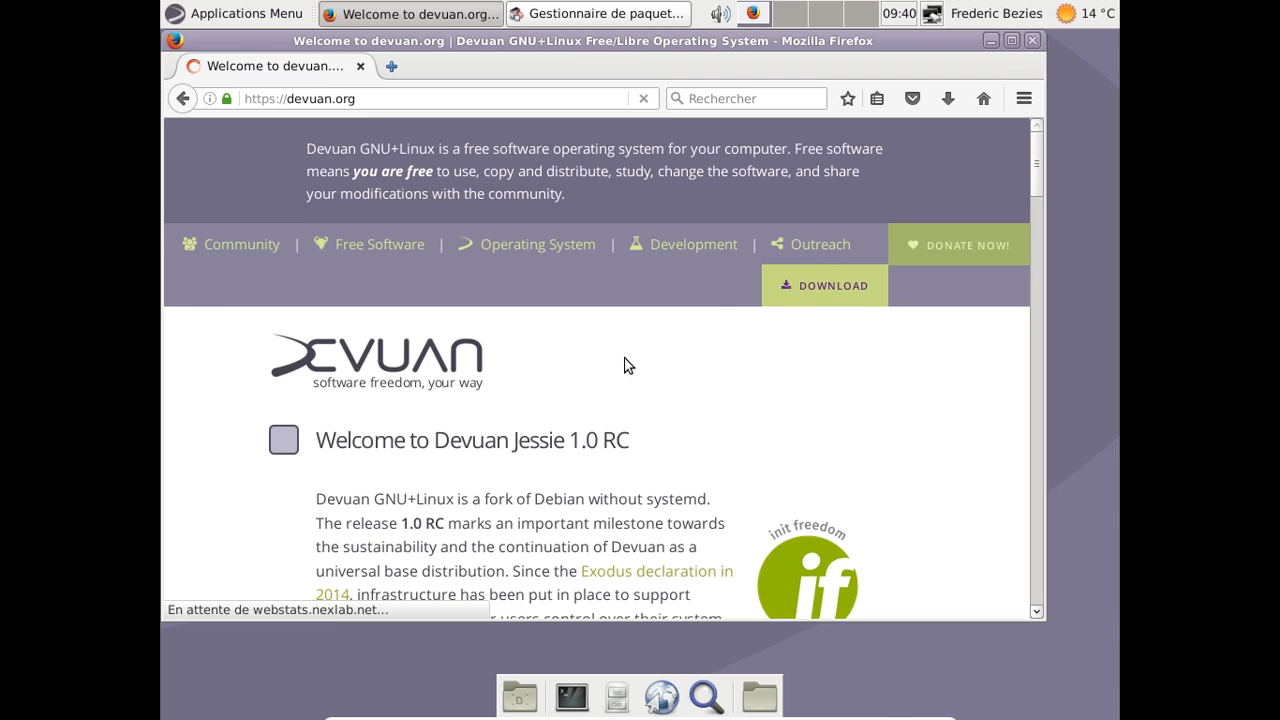 Applications Menu
Welcome to devuan.org...
Gestionnaire de paquet...
09:40
Frederic Bezies
14 °C
Welcome to devuan.org | Devuan GNU+Linux Free/Libre Operating System - Mozilla Firefox
Welcome to devuan....
https://devuan.org
Rechercher
Devuan GNU+Linux is a free software operating system for your computer. Free software
means you are free to use, copy and distribute, study, change the software, and share
your modifications with the community.
Community | Free Software | Operating System | Development | Outreach
DONATE NOW!
DOWNLOAD
DEVUAN
software freedom, your way
Welcome to Devuan Jessie 1.0 RC
Devuan GNU+Linux is a fork of Debian without systemd.
The release 1.0 RC marks an important milestone towards
the sustainability and the continuation of Devuan as a
universal base distribution. Since the Exodus declaration in
2014, infrastructure has been put in place to support
users control over their system
init freedom
if
En attente de webstats.nexlab.net...